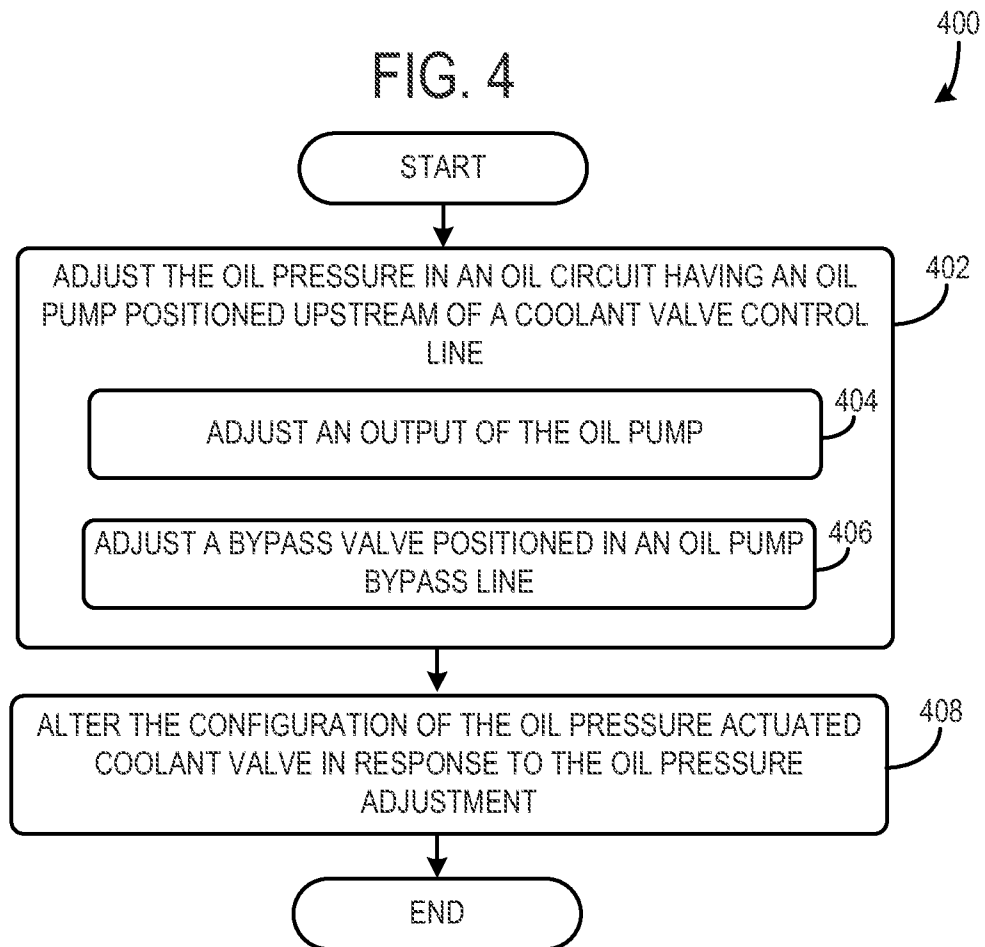 400
FIG. 4
START
ADJUST THE OIL PRESSURE IN AN OIL CIRCUIT HAVING AN OIL
PUMP POSITIONED UPSTREAM OF A COOLANT VALVE CONTROL
LINE
402
ADJUST AN OUTPUT OF THE OIL PUMP
404
ADJUST A BYPASS VALVE POSITIONED IN AN OIL PUMP
BYPASS LINE
406
ALTER THE CONFIGURATION OF THE OIL PRESSURE ACTUATED
COOLANT VALVE IN RESPONSE TO THE OIL PRESSURE
ADJUSTMENT
408
END